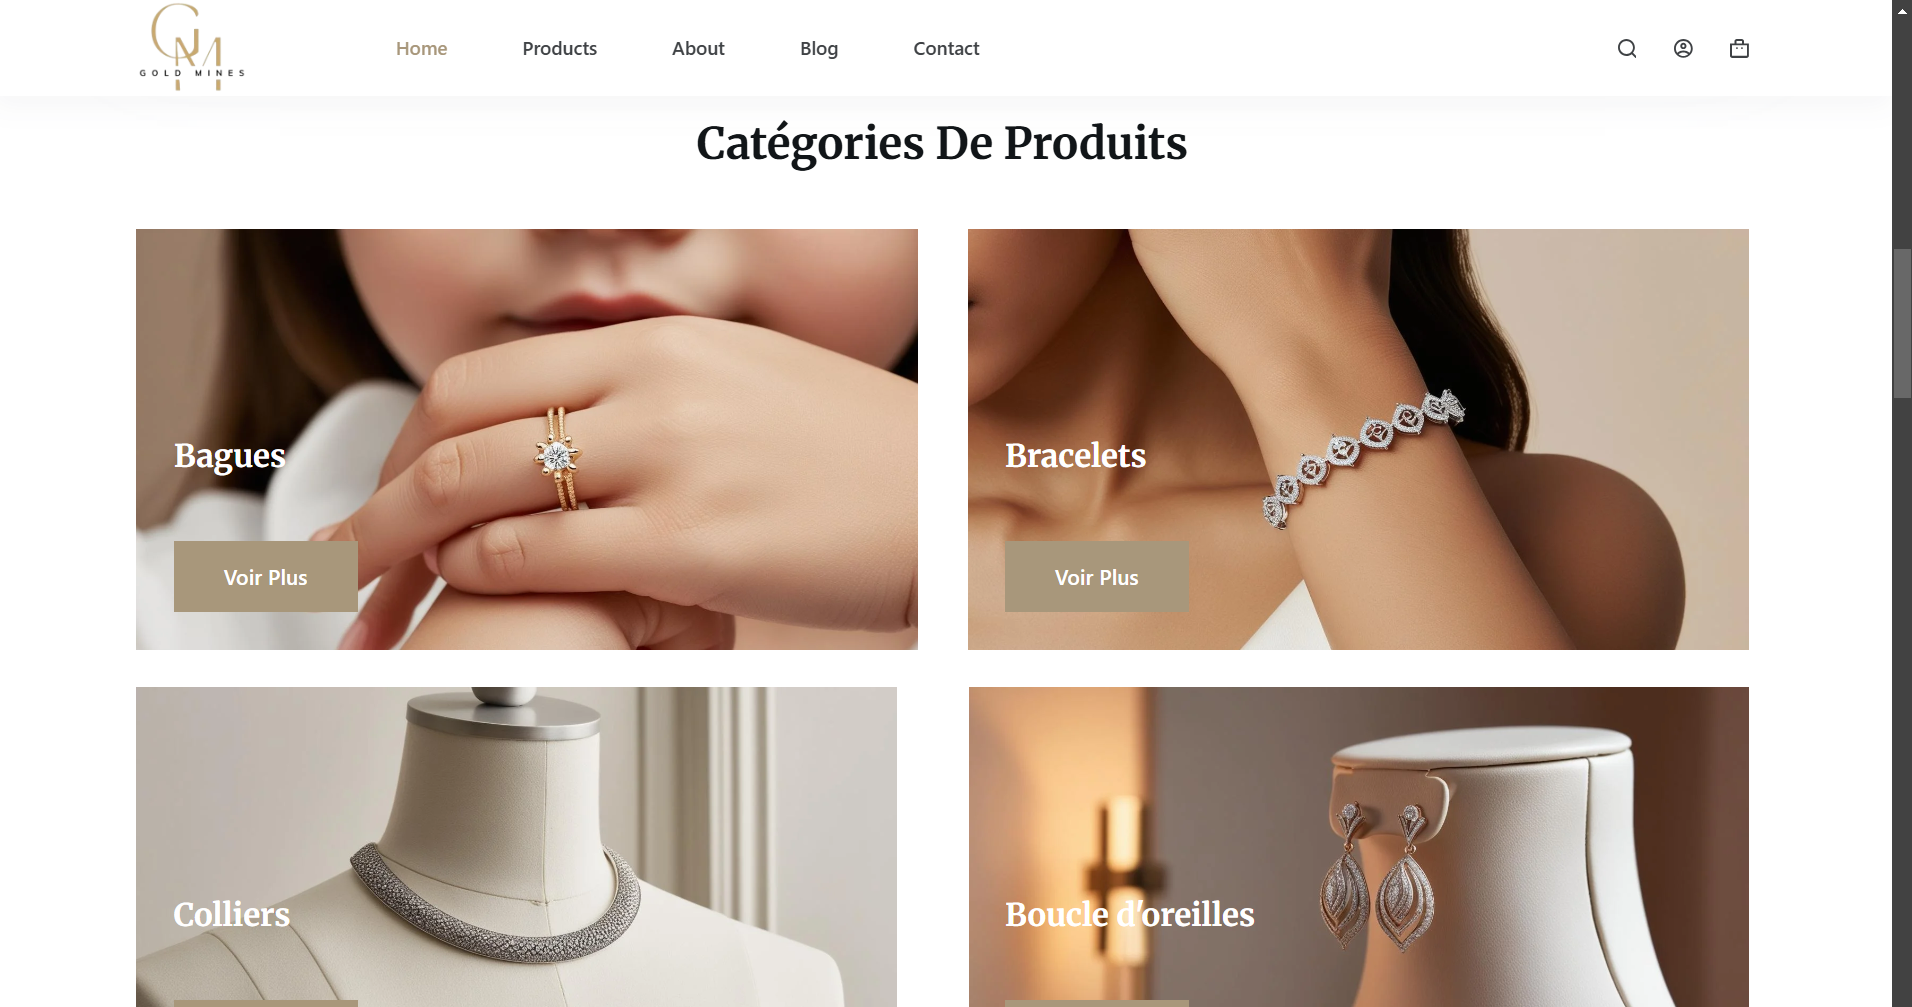 GM
GOLD MINES
Home Products About Blog Contact
Catégories De Produits
Bagues
Voir Plus
Bracelets
Voir Plus
Colliers
Boucle d'oreilles